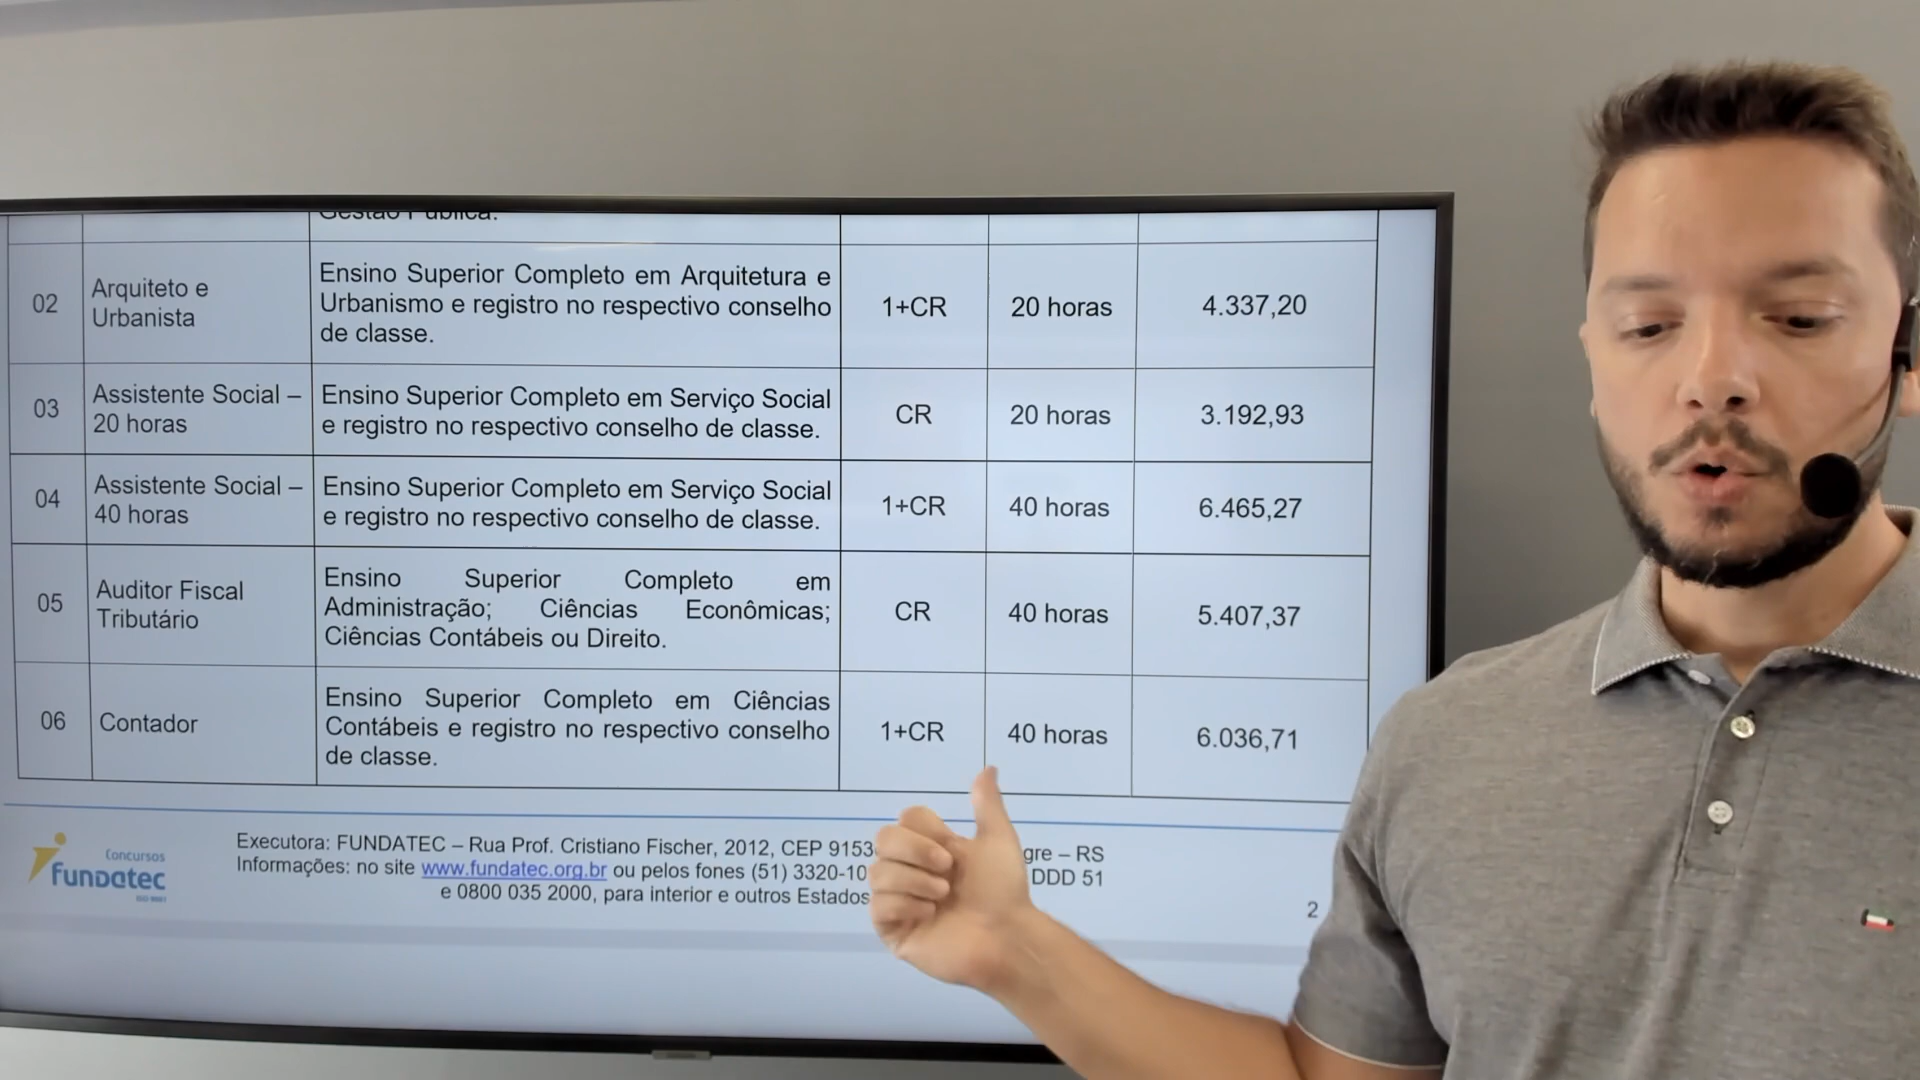 Gestão Pública.
02
Arquiteto e
Urbanista
Ensino Superior Completo em Arquitetura e
Urbanismo e registro no respectivo conselho
de classe.
1+CR
20 horas
4.337,20
03
Assistente Social –
20 horas
Ensino Superior Completo em Serviço Social
e registro no respectivo conselho de classe.
CR
20 horas
3.192,93
04
Assistente Social –
40 horas
Ensino Superior Completo em Serviço Social
e registro no respectivo conselho de classe.
1+CR
40 horas
6.465,27
05
Auditor Fiscal
Tributário
Ensino Superior Completo em
Administração; Ciências Econômicas;
Ciências Contábeis ou Direito.
CR
40 horas
5.407,37
06
Contador
Ensino Superior Completo em Ciências
Contábeis e registro no respectivo conselho
de classe.
1+CR
40 horas
6.036,71
Concursos
fundatec
Executora: FUNDATEC – Rua Prof. Cristiano Fischer, 2012, CEP 9153 gre – RS
Informações: no site www.fundatec.org.br ou pelos fones (51) 3320-10 DDD 51
e 0800 035 2000, para interior e outros Estados
2